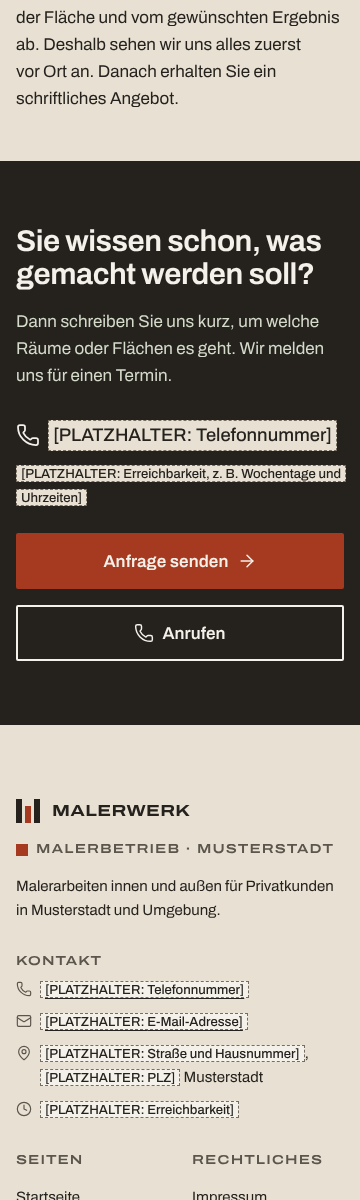 der Fläche und vom gewünschten Ergebnis
ab. Deshalb sehen wir uns alles zuerst
vor Ort an. Danach erhalten Sie ein
schriftliches Angebot.
Sie wissen schon, was
gemacht werden soll?
Dann schreiben Sie uns kurz, um welche
Räume oder Flächen es geht. Wir melden
uns für einen Termin.
[PLATZHALTER: Telefonnummer]
[PLATZHALTER: Erreichbarkeit, z. B. Wochentage und
Uhrzeiten]
Anfrage senden →
Anrufen
MALERWERK
MALERBETRIEB · MUSTERSTADT
Malerarbeiten innen und außen für Privatkunden
in Musterstadt und Umgebung.
KONTAKT
[PLATZHALTER: Telefonnummer]
[PLATZHALTER: E-Mail-Adresse]
[PLATZHALTER: Straße und Hausnummer],
[PLATZHALTER: PLZ] Musterstadt
[PLATZHALTER: Erreichbarkeit]
SEITEN RECHTLICHES
Startseite Impressum